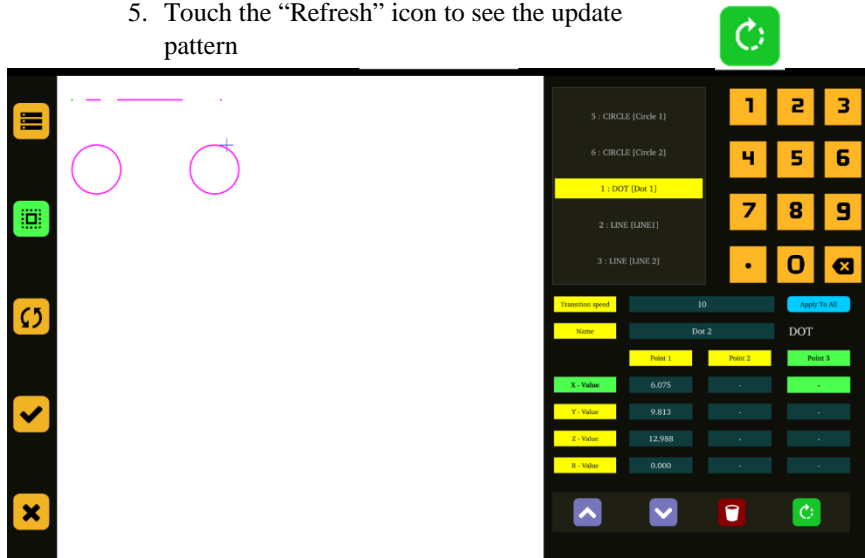 5. Touch the “Refresh” icon to see the update
pattern
5 : CIRCLE [Circle 1]
6 : CIRCLE [Circle 2]
1 : DOT [Dot 1]
2 : LINE [LINE1]
3 : LINE [LINE 2]
1 2 3
4 5 6
7 8 9
. 0
Transition speed 10 Apply To All
Name Dot 2 DOT
Point 1 Point 2 Point 3
X - Value 6.075 - -
Y - Value 9.813 - -
Z - Value 12.988 - -
R - Value 0.000 - -